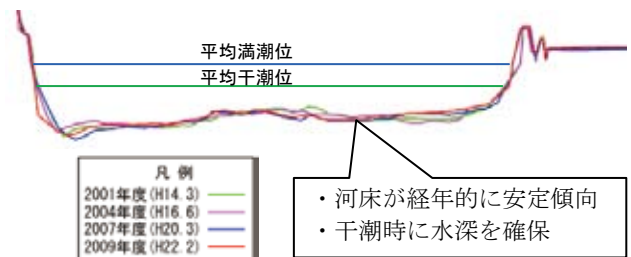 平均満潮位
平均干潮位
凡 例
2001年度(H14.3)
2004年度(H16.6)
2007年度(H20.3)
2009年度(H22.2)
・河床が経年的に安定傾向
・干潮時に水深を確保